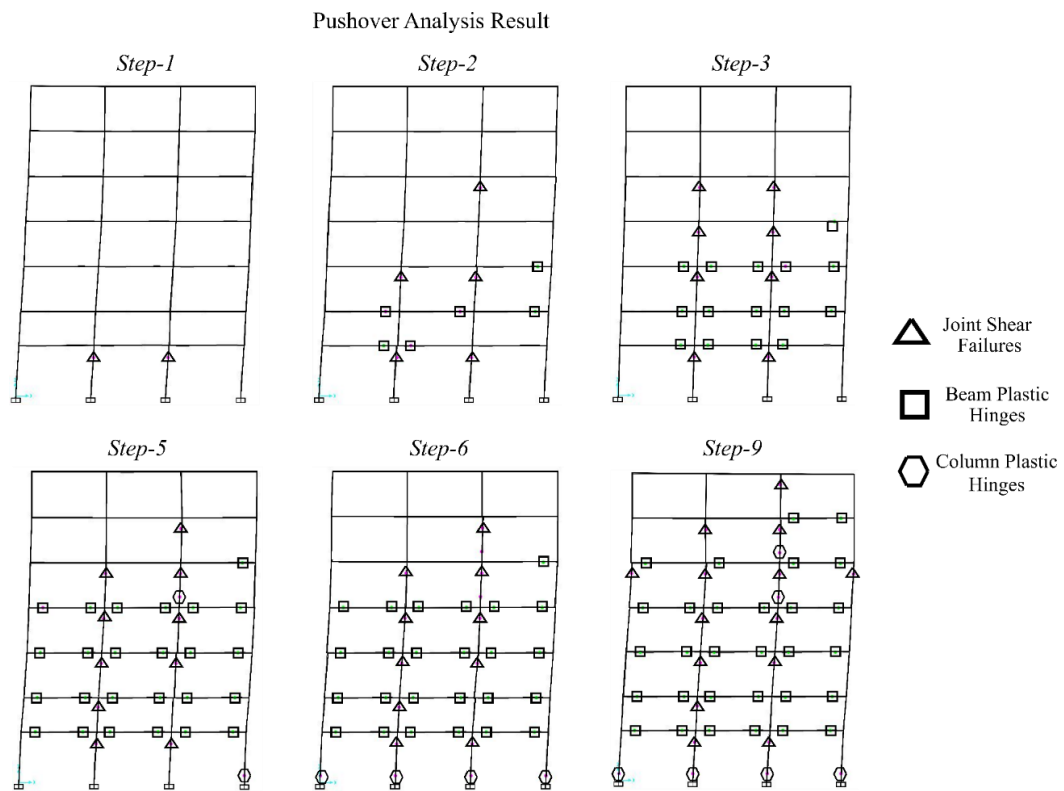 Pushover Analysis Result
Step-1
Step-2
Step-3
Joint Shear
Failures
Beam Plastic
Hinges
Column Plastic
Hinges
Step-5
Step-6
Step-9